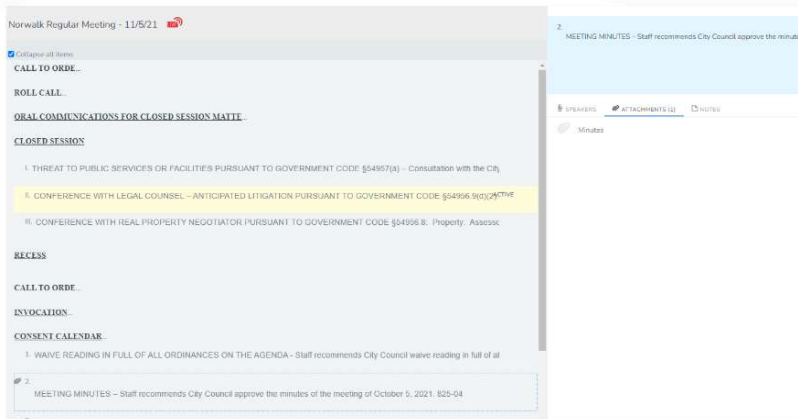 Norwalk Regular Meeting - 11/5/21
Collapse all items
CALL TO ORDE...
ROLL CALL...
ORAL COMMUNICATIONS FOR CLOSED SESSION MATTE...
CLOSED SESSION
I. THREAT TO PUBLIC SERVICES OR FACILITIES PURSUANT TO GOVERNMENT CODE §54957(a) – Consultation with the City
II. CONFERENCE WITH LEGAL COUNSEL – ANTICIPATED LITIGATION PURSUANT TO GOVERNMENT CODE §54956.9(d)(2) ACTIVE
III. CONFERENCE WITH REAL PROPERTY NEGOTIATOR PURSUANT TO GOVERNMENT CODE §54956.8: Property: Assessc
RECESS
CALL TO ORDE...
INVOCATION...
CONSENT CALENDAR...
1. WAIVE READING IN FULL OF ALL ORDINANCES ON THE AGENDA - Staff recommends City Council waive reading in full of all
2.
MEETING MINUTES – Staff recommends City Council approve the minutes of the meeting of October 5, 2021. 825-04
2.
MEETING MINUTES – Staff recommends City Council approve the minute
SPEAKERS ATTACHMENTS (1) NOTES
Minutes